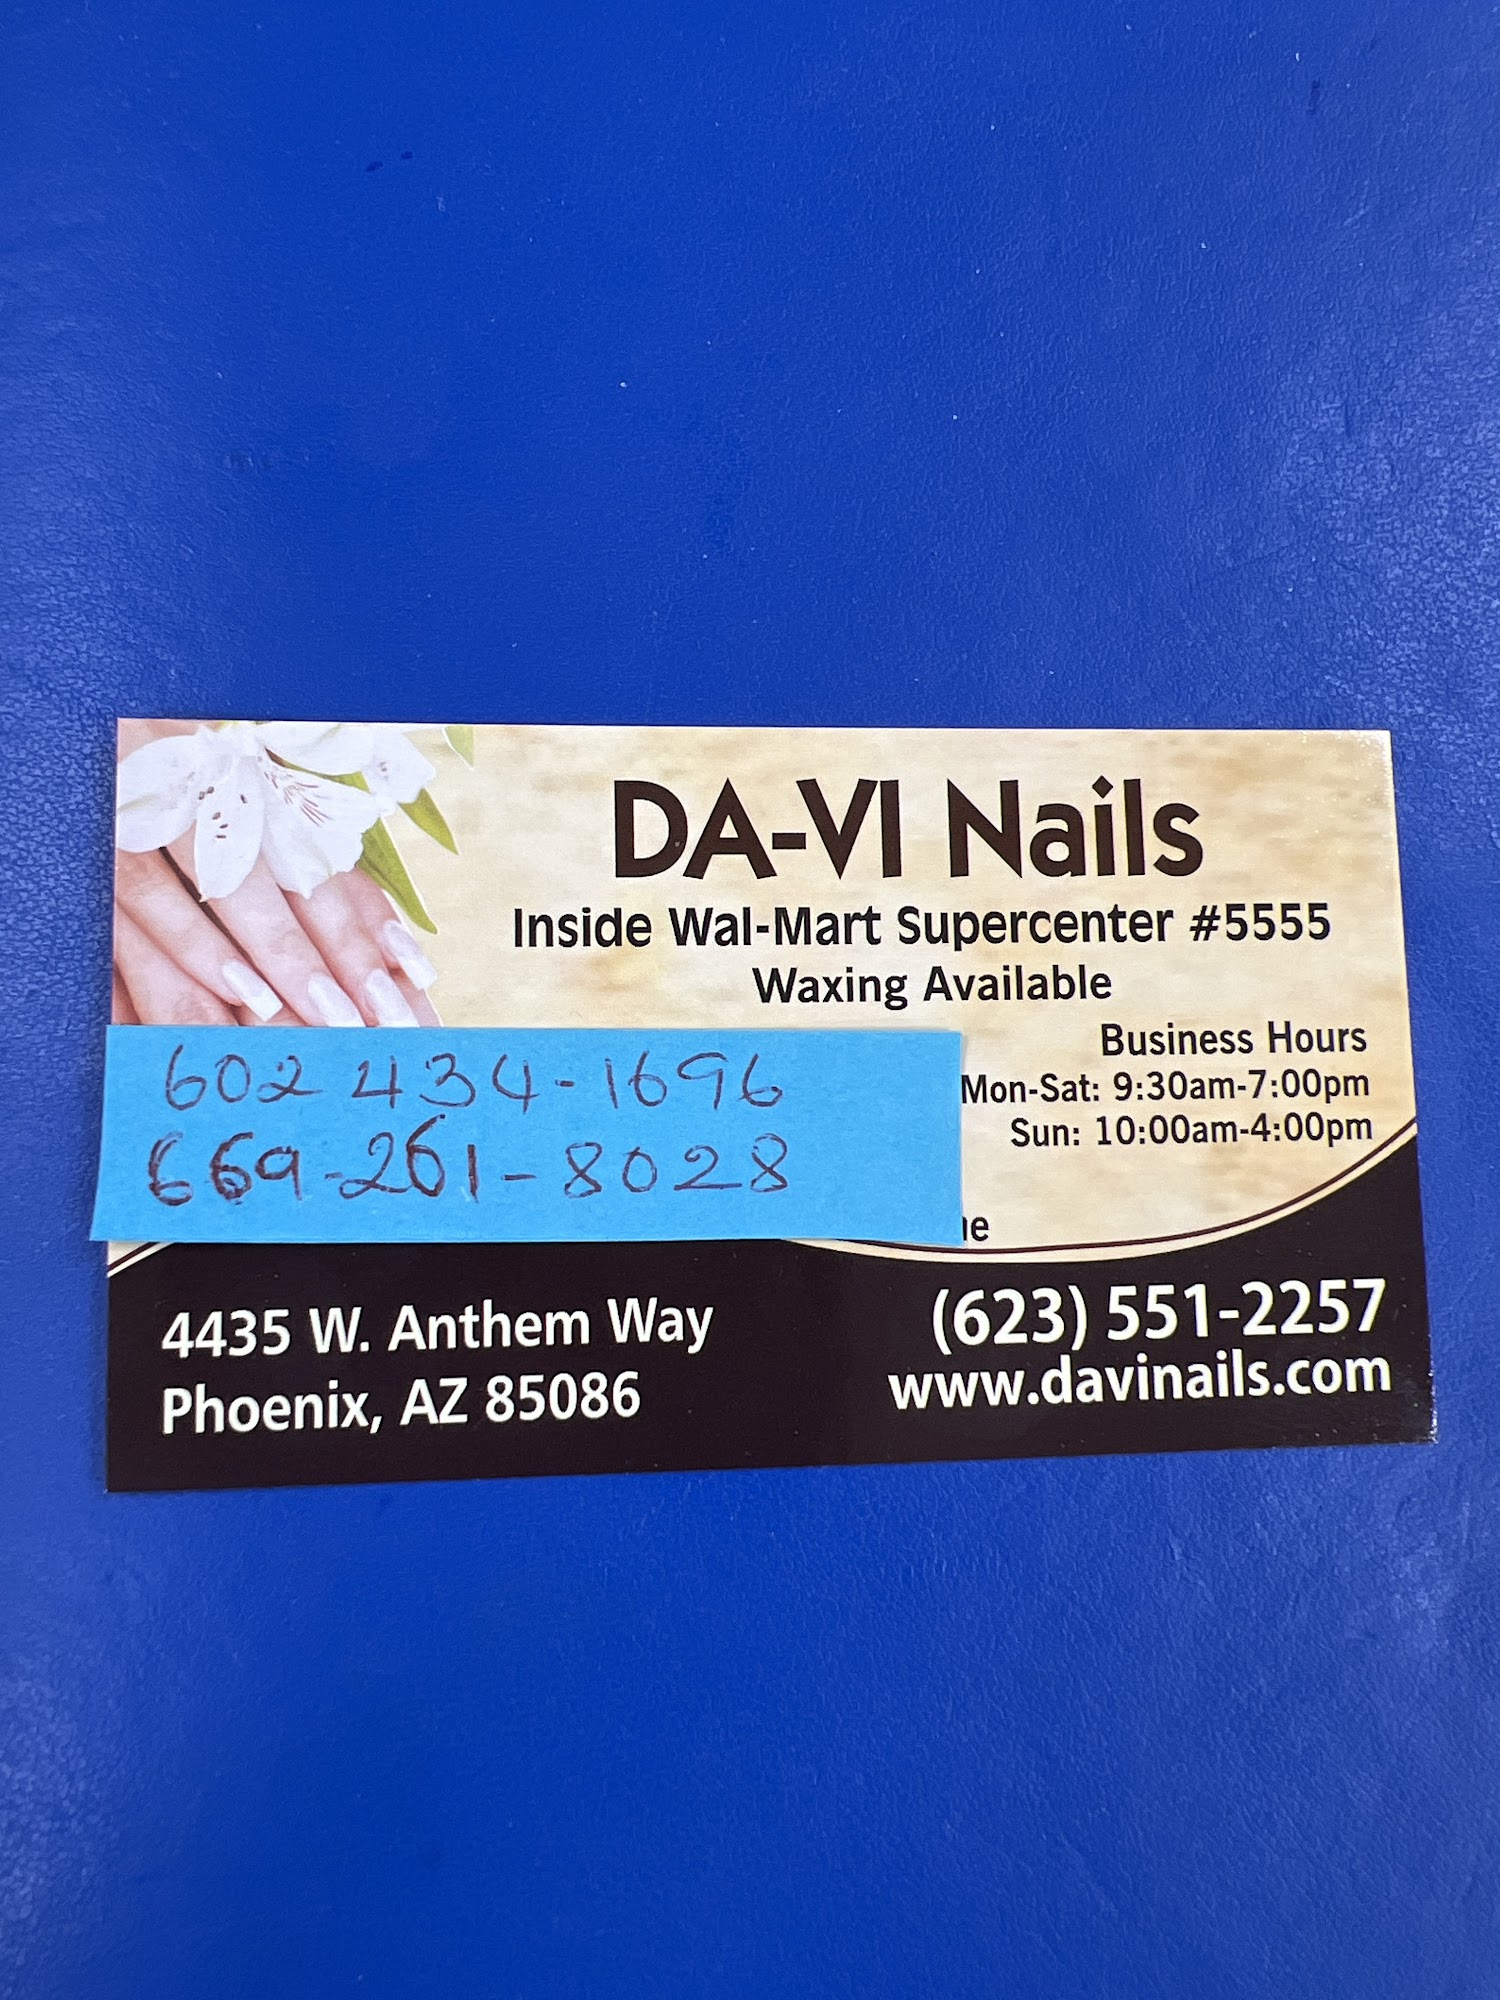 DA-VI Nails
Inside Wal-Mart Supercenter #5555
Waxing Available
Business Hours
Mon-Sat: 9:30am-7:00pm
Sun: 10:00am-4:00pm
602 434-1696
669-261-8028
4435 W. Anthem Way
Phoenix, AZ 85086
(623) 551-2257
www.davinails.com